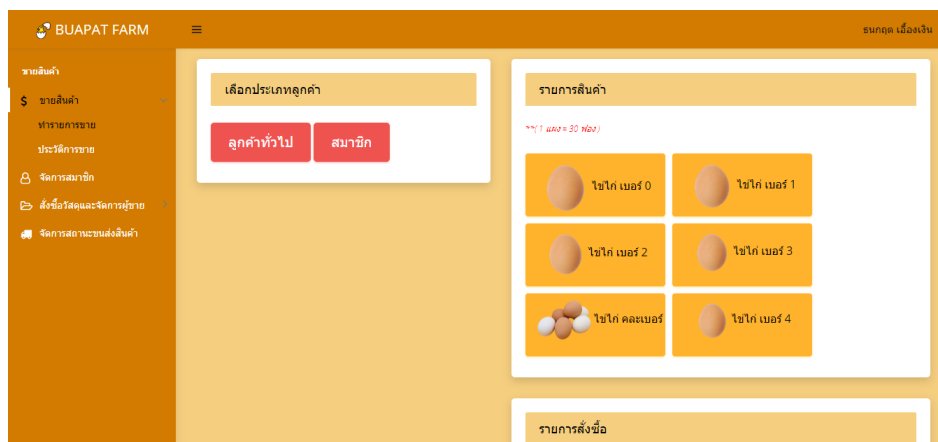 BUAPAT FARM
ธนกฤต เอื้องเงิน
ขายสินค้า
$ ขายสินค้า
ทำรายการขาย
ประวัติการขาย
จัดการสมาชิก
สั่งซื้อวัสดุและจัดการผู้ขาย
จัดการสถานะขนส่งสินค้า
เลือกประเภทลูกค้า
ลูกค้าทั่วไป
สมาชิก
รายการสินค้า
**( 1 แผง = 30 ฟอง )
ไข่ไก่ เบอร์ 0
ไข่ไก่ เบอร์ 1
ไข่ไก่ เบอร์ 2
ไข่ไก่ เบอร์ 3
ไข่ไก่ คละเบอร์
ไข่ไก่ เบอร์ 4
รายการสั่งซื้อ